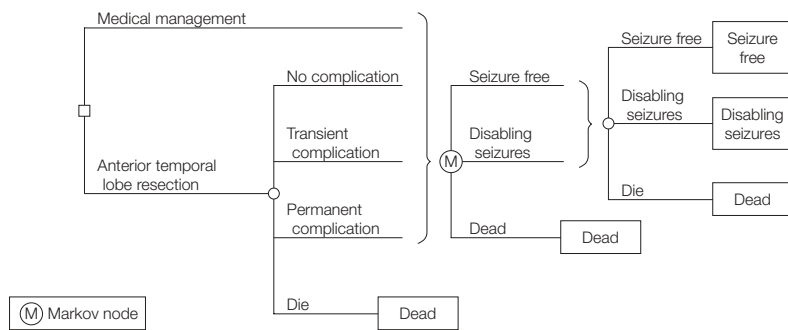 Medical management
No complication
Transient
complication
Anterior temporal
lobe resection
Permanent
complication
Die
Dead
Seizure free
Disabling
seizures
M
Dead
Dead
Seizure free
Seizure
free
Disabling
seizures
Disabling
seizures
Die
Dead
M Markov node